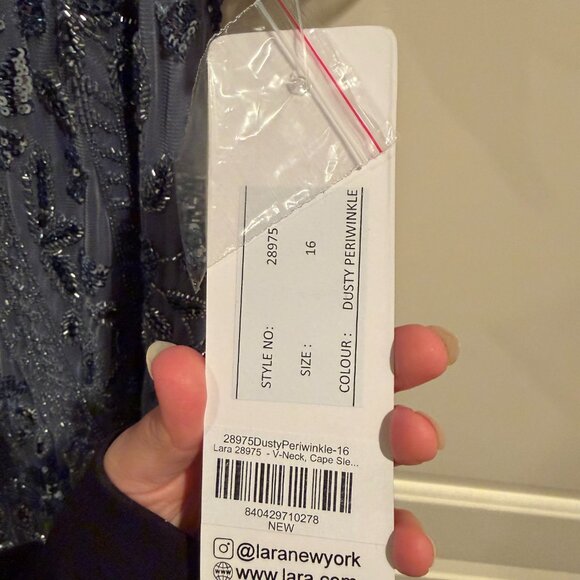 STYLE NO: 28975
SIZE : 16
COLOUR : DUSTY PERIWINKLE
28975DustyPeriwinkle-16
Lara 28975 - V-Neck, Cape Sle...
840429710278
NEW
@laranewyork
www.lara.com